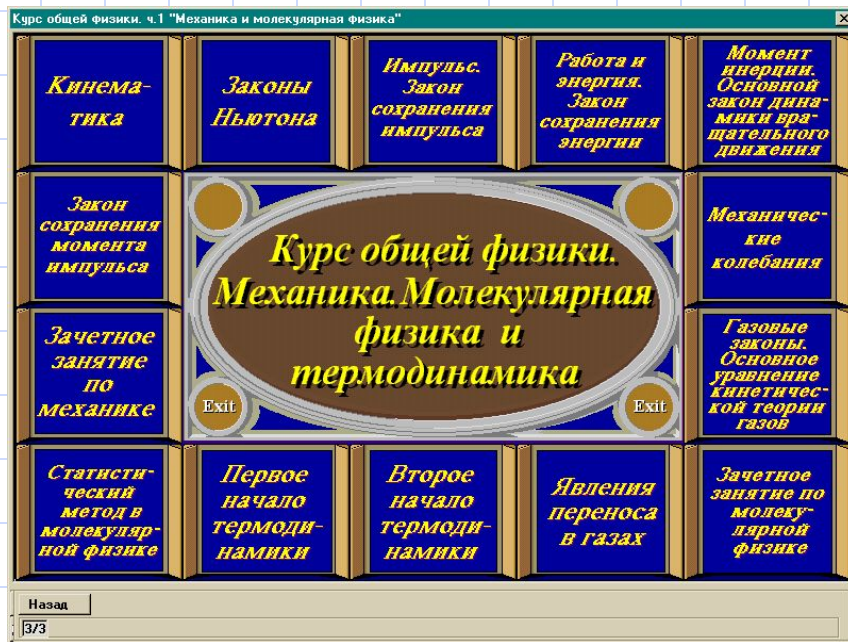 Курс общей физики. ч.1 "Механика и молекулярная физика"
Кинема-
тика
Законы
Ньютона
Импульс.
Закон
сохранения
импульса
Работа и
энергия.
Закон
сохранения
энергии
Момент
инерции.
Основной
закон дина-
мики вра-
щательного
движения
Закон
сохранения
момента
импульса
Курс общей физики.
Механика.Молекулярная
физика и
термодинамика
Exit
Exit
Механичес-
кие
колебания
Зачетное
занятие
по
механике
Газовые
законы.
Основное
уравнение
кинетичес-
кой теории
газов
Статисти-
ческий
метод в
молекуляр-
ной физике
Первое
начало
термоди-
намики
Второе
начало
термоди-
намики
Явления
переноса
в газах
Зачетное
занятие по
молеку-
лярной
физике
Назад
3/3